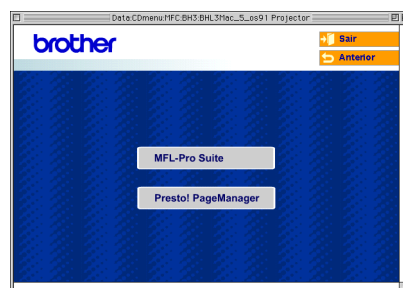 Data:CDmenu:MFC:BH3:BHL3Mac_5_os91 Projector
brother
Sair
Anterior
MFL-Pro Suite
Presto! PageManager